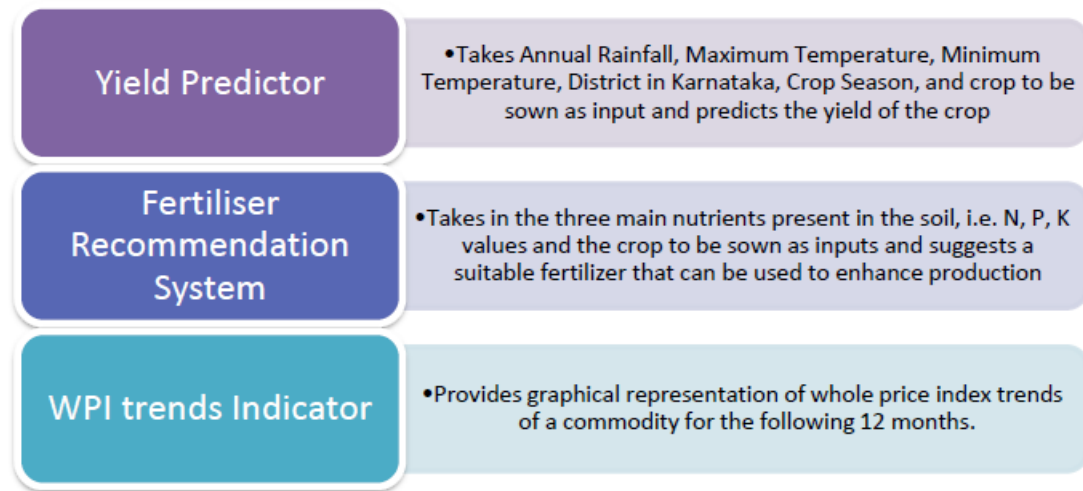 Yield Predictor
•Takes Annual Rainfall, Maximum Temperature, Minimum
Temperature, District in Karnataka, Crop Season, and crop to be
sown as input and predicts the yield of the crop
Fertiliser
Recommendation
System
•Takes in the three main nutrients present in the soil, i.e. N, P, K
values and the crop to be sown as inputs and suggests a
suitable fertilizer that can be used to enhance production
WPI trends Indicator
•Provides graphical representation of whole price index trends
of a commodity for the following 12 months.